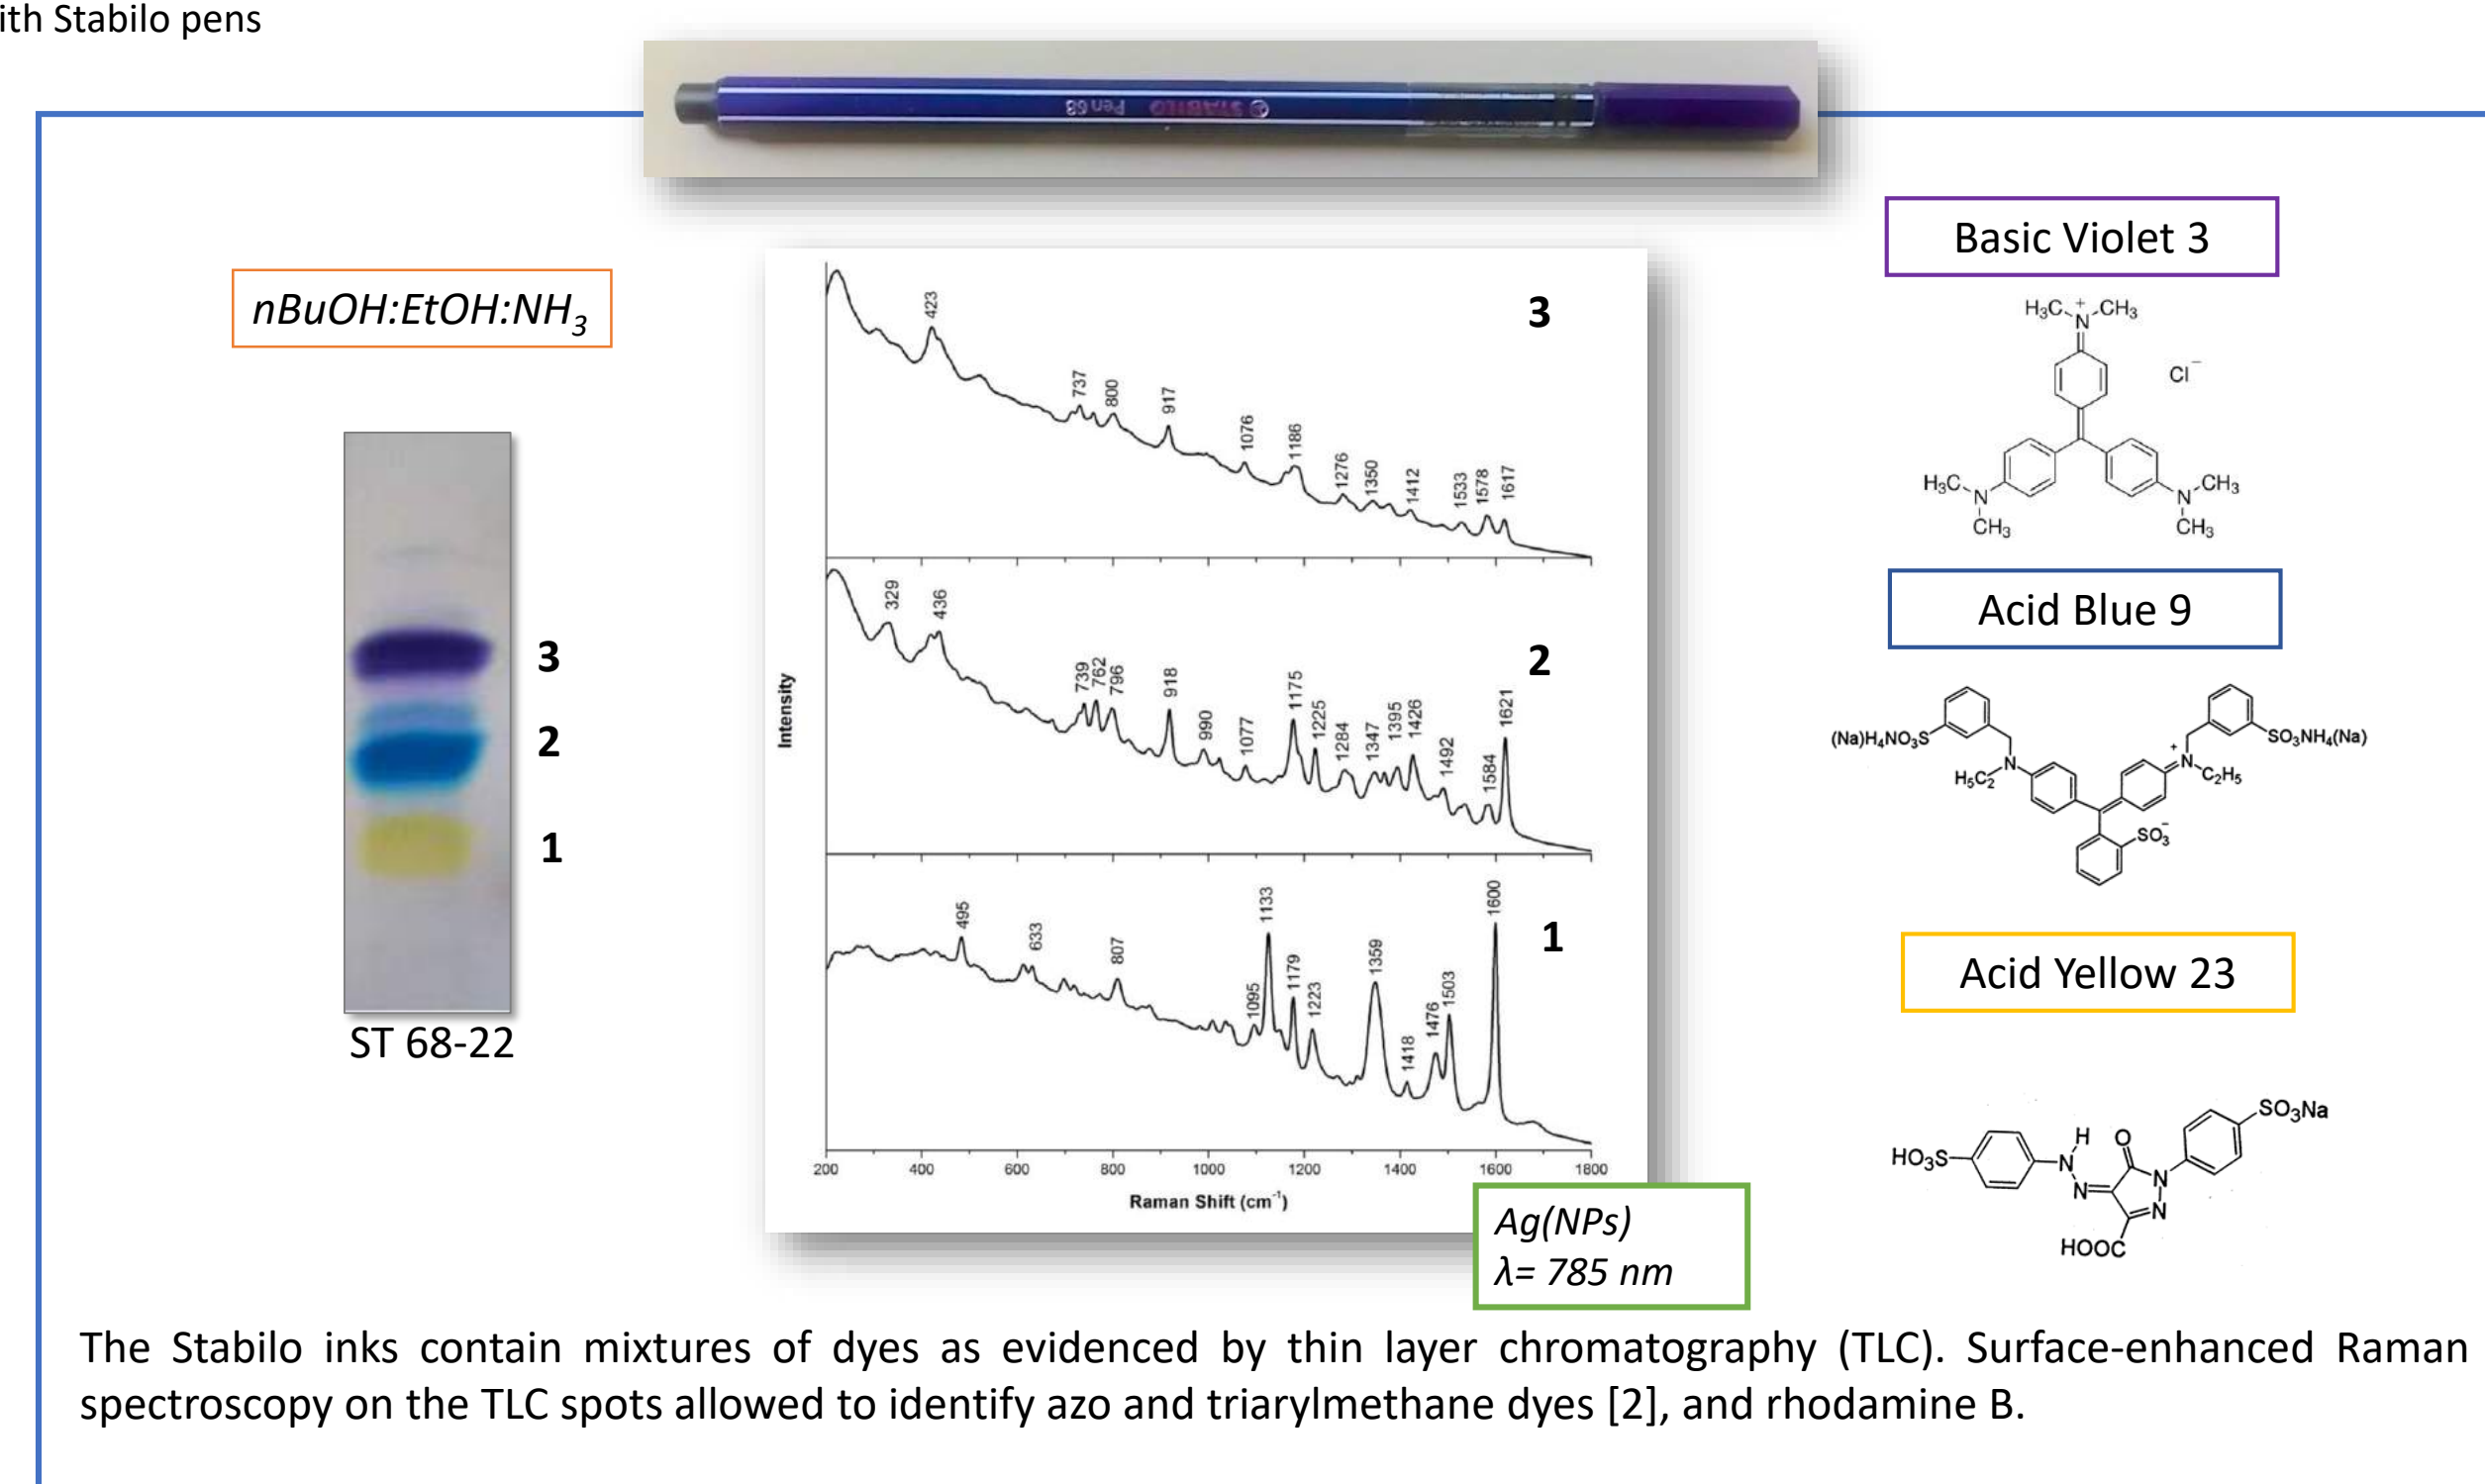 ith Stabilo pens
STABILO Pen 68
nBuOH:EtOH:NH₃
3
2
1
ST 68-22
Intensity
3
423
737
800
917
1076
1186
1276
1350
1412
1533
1578
1617
2
329
436
739
762
796
918
990
1077
1175
1225
1284
1347
1395
1426
1492
1584
1621
1
495
633
807
1095
1133
1179
1223
1359
1418
1476
1503
1600
200 400 600 800 1000 1200 1400 1600 1800
Raman Shift (cm⁻¹)
Ag(NPs)
λ= 785 nm
Basic Violet 3
H₃C N⁺ CH₃
Cl⁻
H₃C N CH₃
N CH₃
CH₃ CH₃
Acid Blue 9
(Na)H₄NO₃S SO₃NH₄(Na)
H₅C₂ N N⁺ C₂H₅
SO₃⁻
Acid Yellow 23
SO₃Na
HO₃S N H O N
N N
HOOC
The Stabilo inks contain mixtures of dyes as evidenced by thin layer chromatography (TLC). Surface-enhanced Raman
spectroscopy on the TLC spots allowed to identify azo and triarylmethane dyes [2], and rhodamine B.